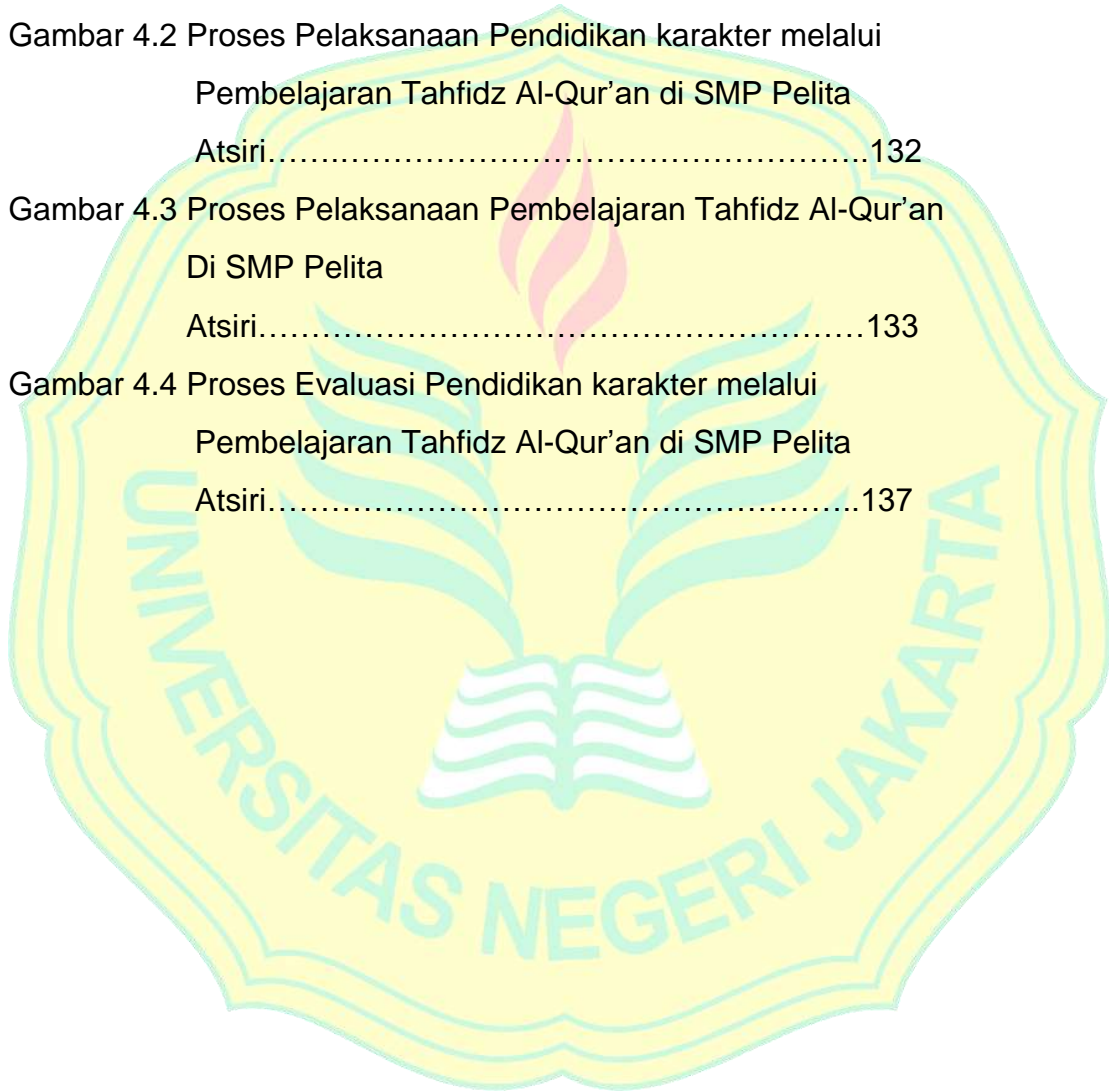 Gambar 4.2 Proses Pelaksanaan Pendidikan karakter melalui
Pembelajaran Tahfidz Al-Qur’an di SMP Pelita
Atsiri…….…………………………………………….132
Gambar 4.3 Proses Pelaksanaan Pembelajaran Tahfidz Al-Qur’an
Di SMP Pelita
Atsiri……………………………………….…………133
Gambar 4.4 Proses Evaluasi Pendidikan karakter melalui
Pembelajaran Tahfidz Al-Qur’an di SMP Pelita
Atsiri………………………………………………..137
UNIVERSITAS NEGERI JAKARTA